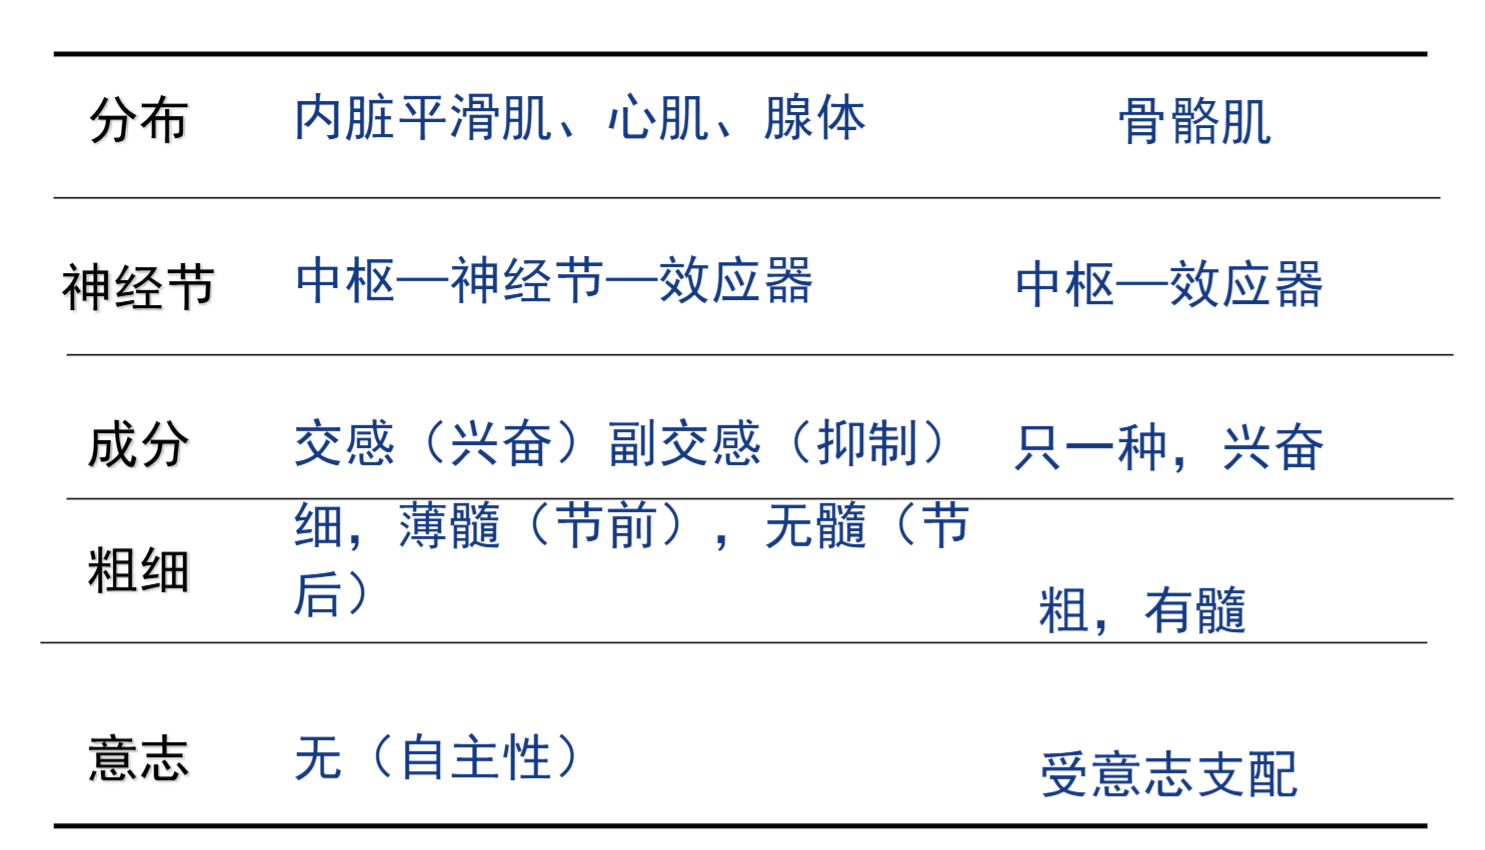 分布 内脏平滑肌、心肌、腺体 骨骼肌
神经节 中枢—神经节—效应器 中枢—效应器
成分 交感（兴奋）副交感（抑制） 只一种，兴奋
粗细 细，薄髓（节前），无髓（节
后） 粗，有髓
意志 无（自主性） 受意志支配